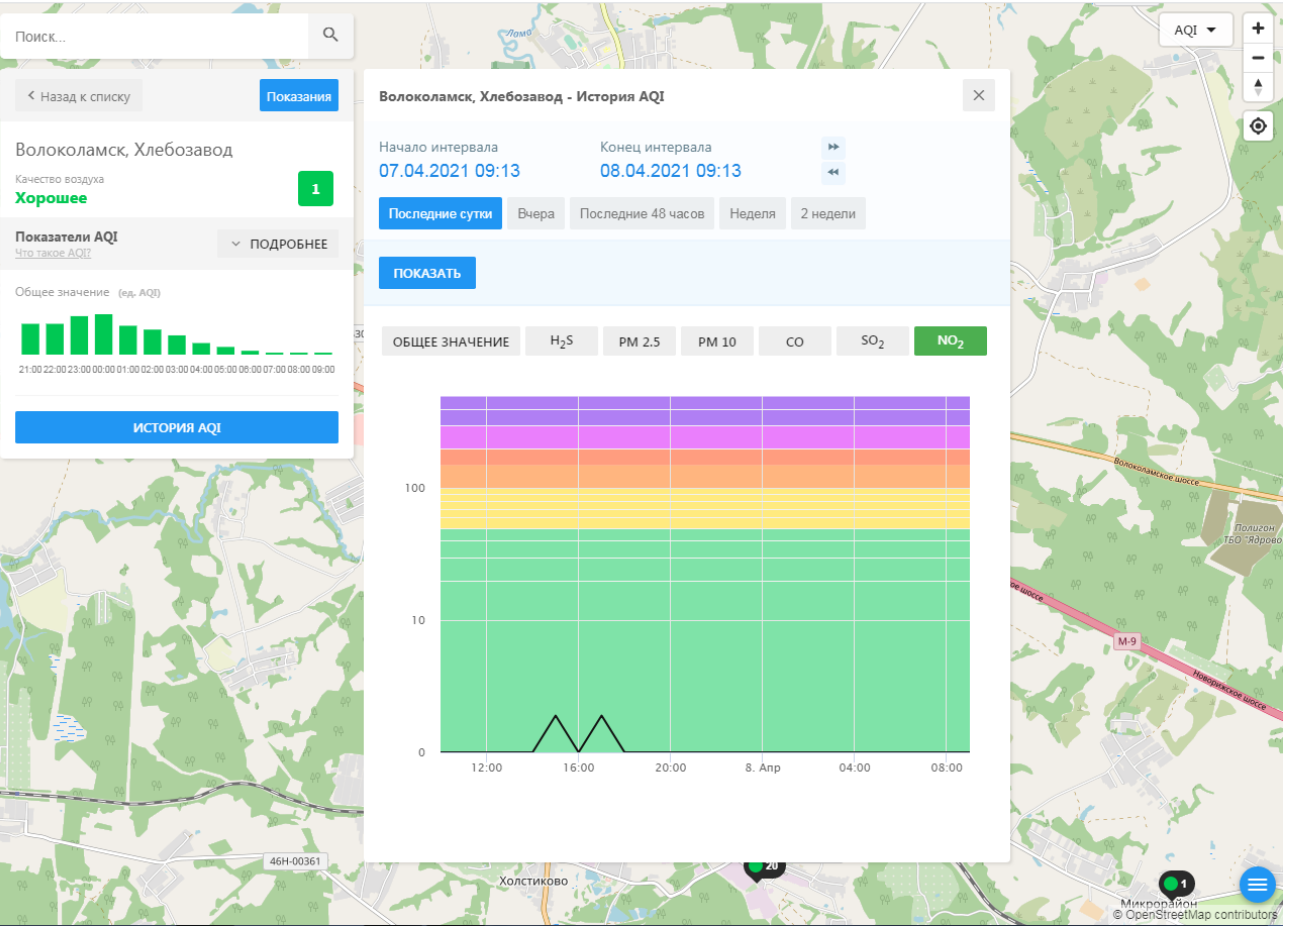 Поиск...
AQI
Назад к списку
Показания
Волоколамск, Хлебозавод
Качество воздуха
Хорошее
1
Показатели AQI
Что такое AQI?
ПОДРОБНЕЕ
Общее значение (ед. AQI)
21:00 22:00 23:00 00:00 01:00 02:00 03:00 04:00 05:00 06:00 07:00 08:00 09:00
ИСТОРИЯ AQI
Волоколамск, Хлебозавод - История AQI
Начало интервала
07.04.2021 09:13
Конец интервала
08.04.2021 09:13
Последние сутки
Вчера
Последние 48 часов
Неделя
2 недели
ПОКАЗАТЬ
ОБЩЕЕ ЗНАЧЕНИЕ
H2S
PM 2.5
PM 10
CO
SO2
NO2
100
10
0
12:00 16:00 20:00 8. Апр 04:00 08:00
Лама
Волоколамское шоссе
Полигон
ТБО "Ядрово
ое шоссе
М-9
Новорижское шоссе
46Н-00361
20
Холстиково
1
Микрорайон
© OpenStreetMap contributors